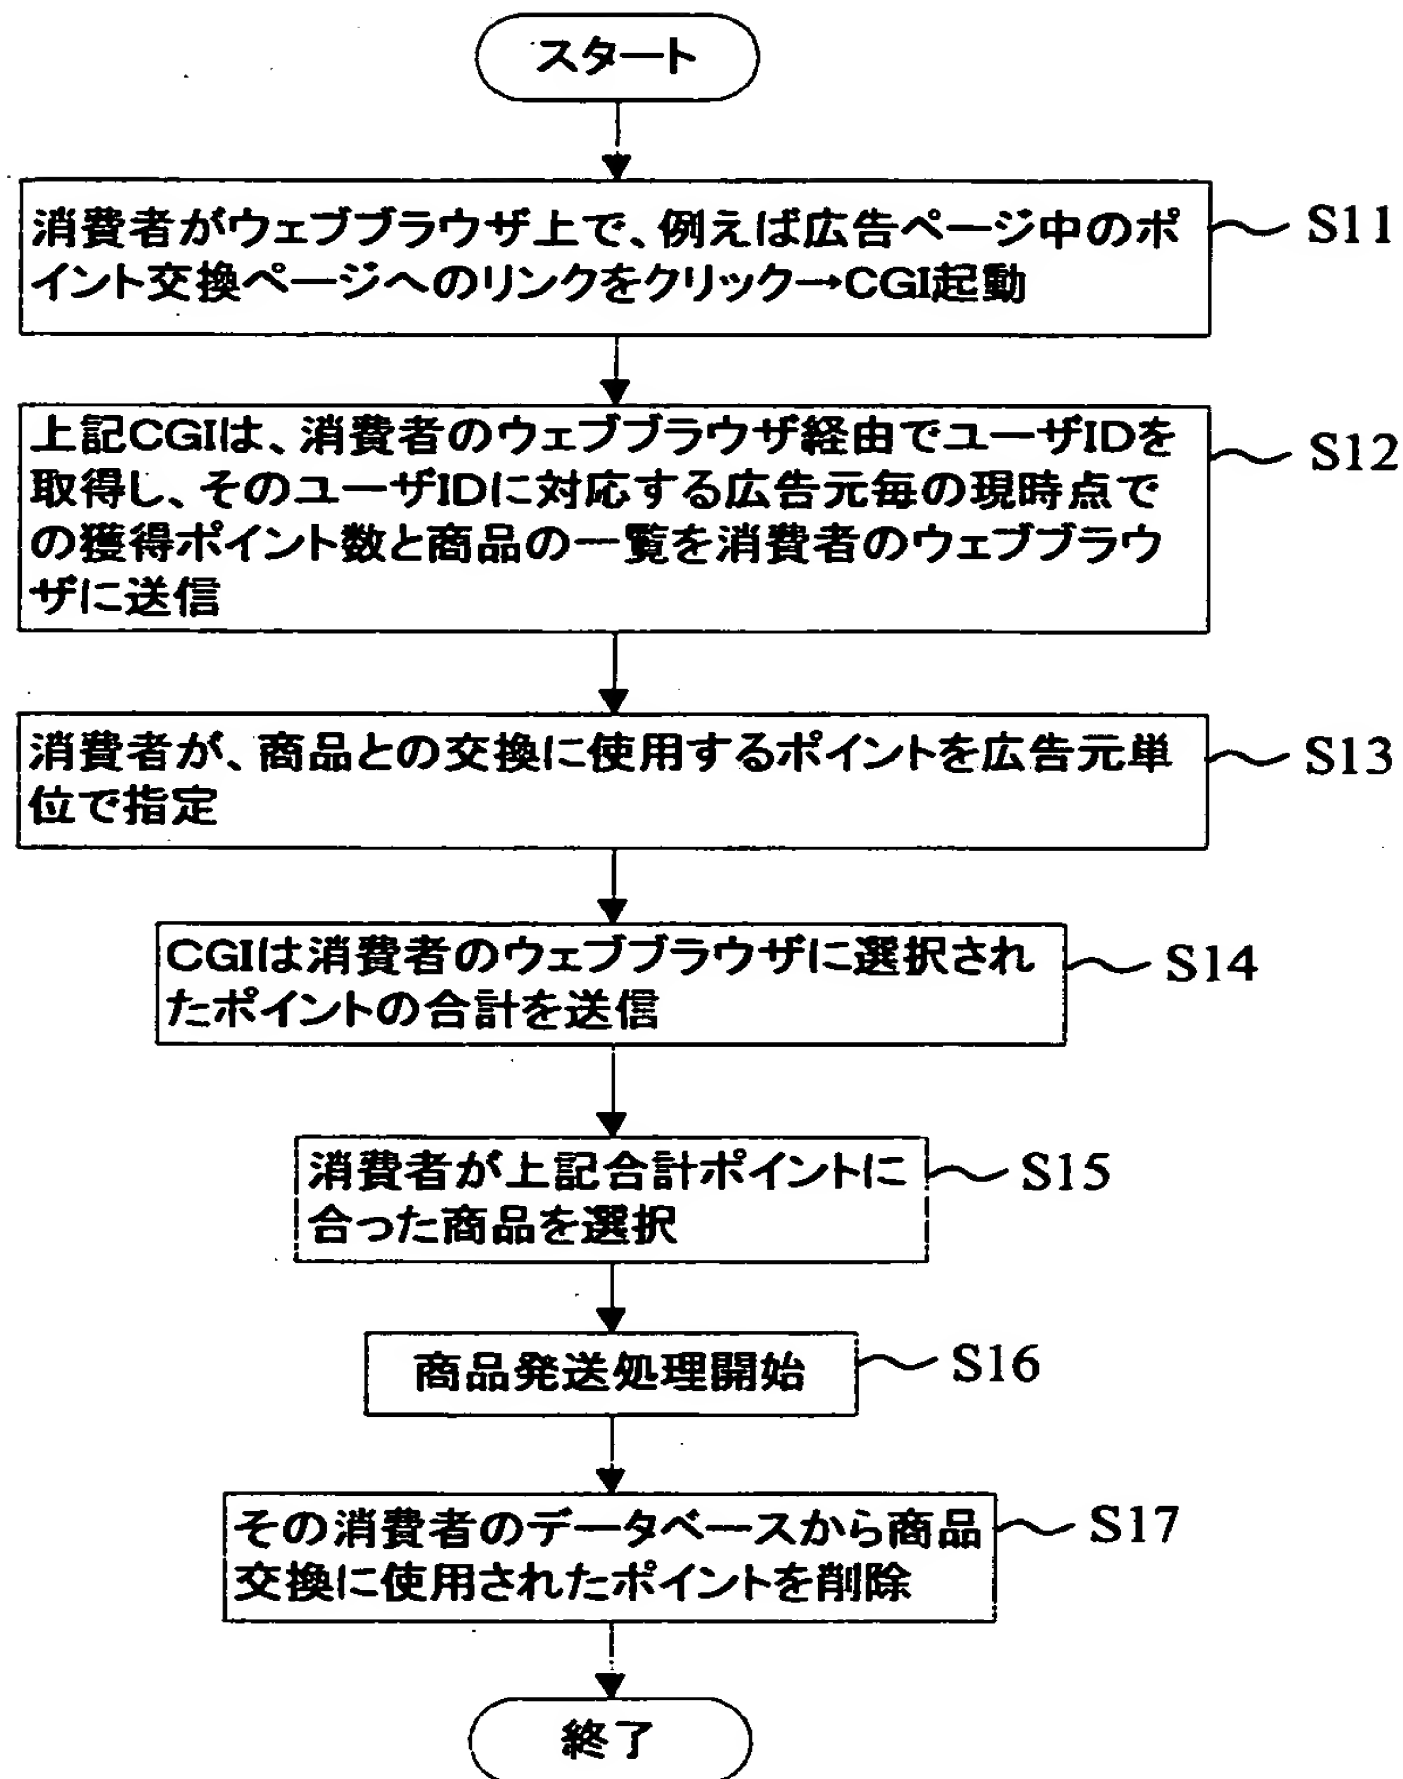 スタート
消費者がウェブブラウザ上で、例えば広告ページ中のポ
イント交換ページへのリンクをクリック→CGI起動
S11
上記CGIは、消費者のウェブブラウザ経由でユーザIDを
取得し、そのユーザIDに対応する広告元毎の現時点で
の獲得ポイント数と商品の一覧を消費者のウェブブラウ
ザに送信
S12
消費者が、商品との交換に使用するポイントを広告元単
位で指定
S13
CGIは消費者のウェブブラウザに選択され
たポイントの合計を送信
S14
消費者が上記合計ポイントに
合った商品を選択
S15
商品発送処理開始
S16
その消費者のデータベースから商品
交換に使用されたポイントを削除
S17
終了